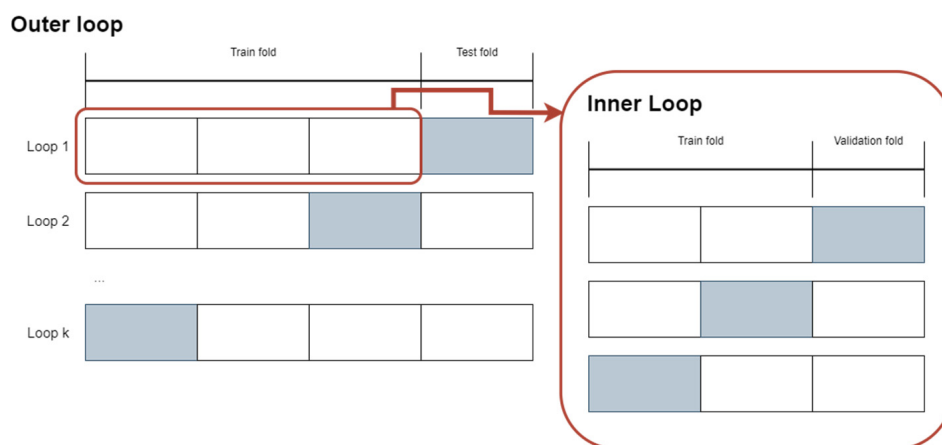 Outer loop
Train fold
Test fold
Loop 1
Loop 2
...
Loop k
Inner Loop
Train fold
Validation fold